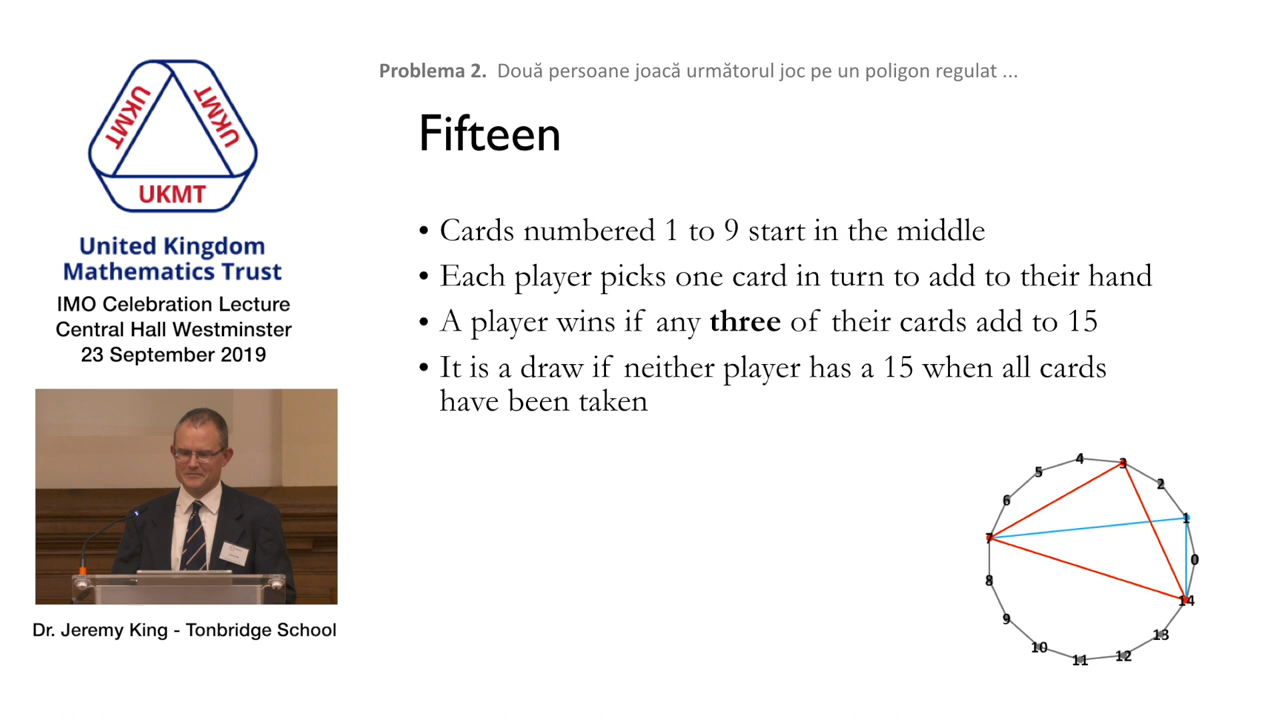 Problema 2. Două persoane joacă următorul joc pe un poligon regulat ...
UKMT
UKMT
UKMT
United Kingdom
Mathematics Trust
IMO Celebration Lecture
Central Hall Westminster
23 September 2019
Dr. Jeremy King - Tonbridge School
Fifteen
• Cards numbered 1 to 9 start in the middle
• Each player picks one card in turn to add to their hand
• A player wins if any three of their cards add to 15
• It is a draw if neither player has a 15 when all cards
have been taken
4
3
5
2
6
1
7
0
8
14
9
13
10
12
11